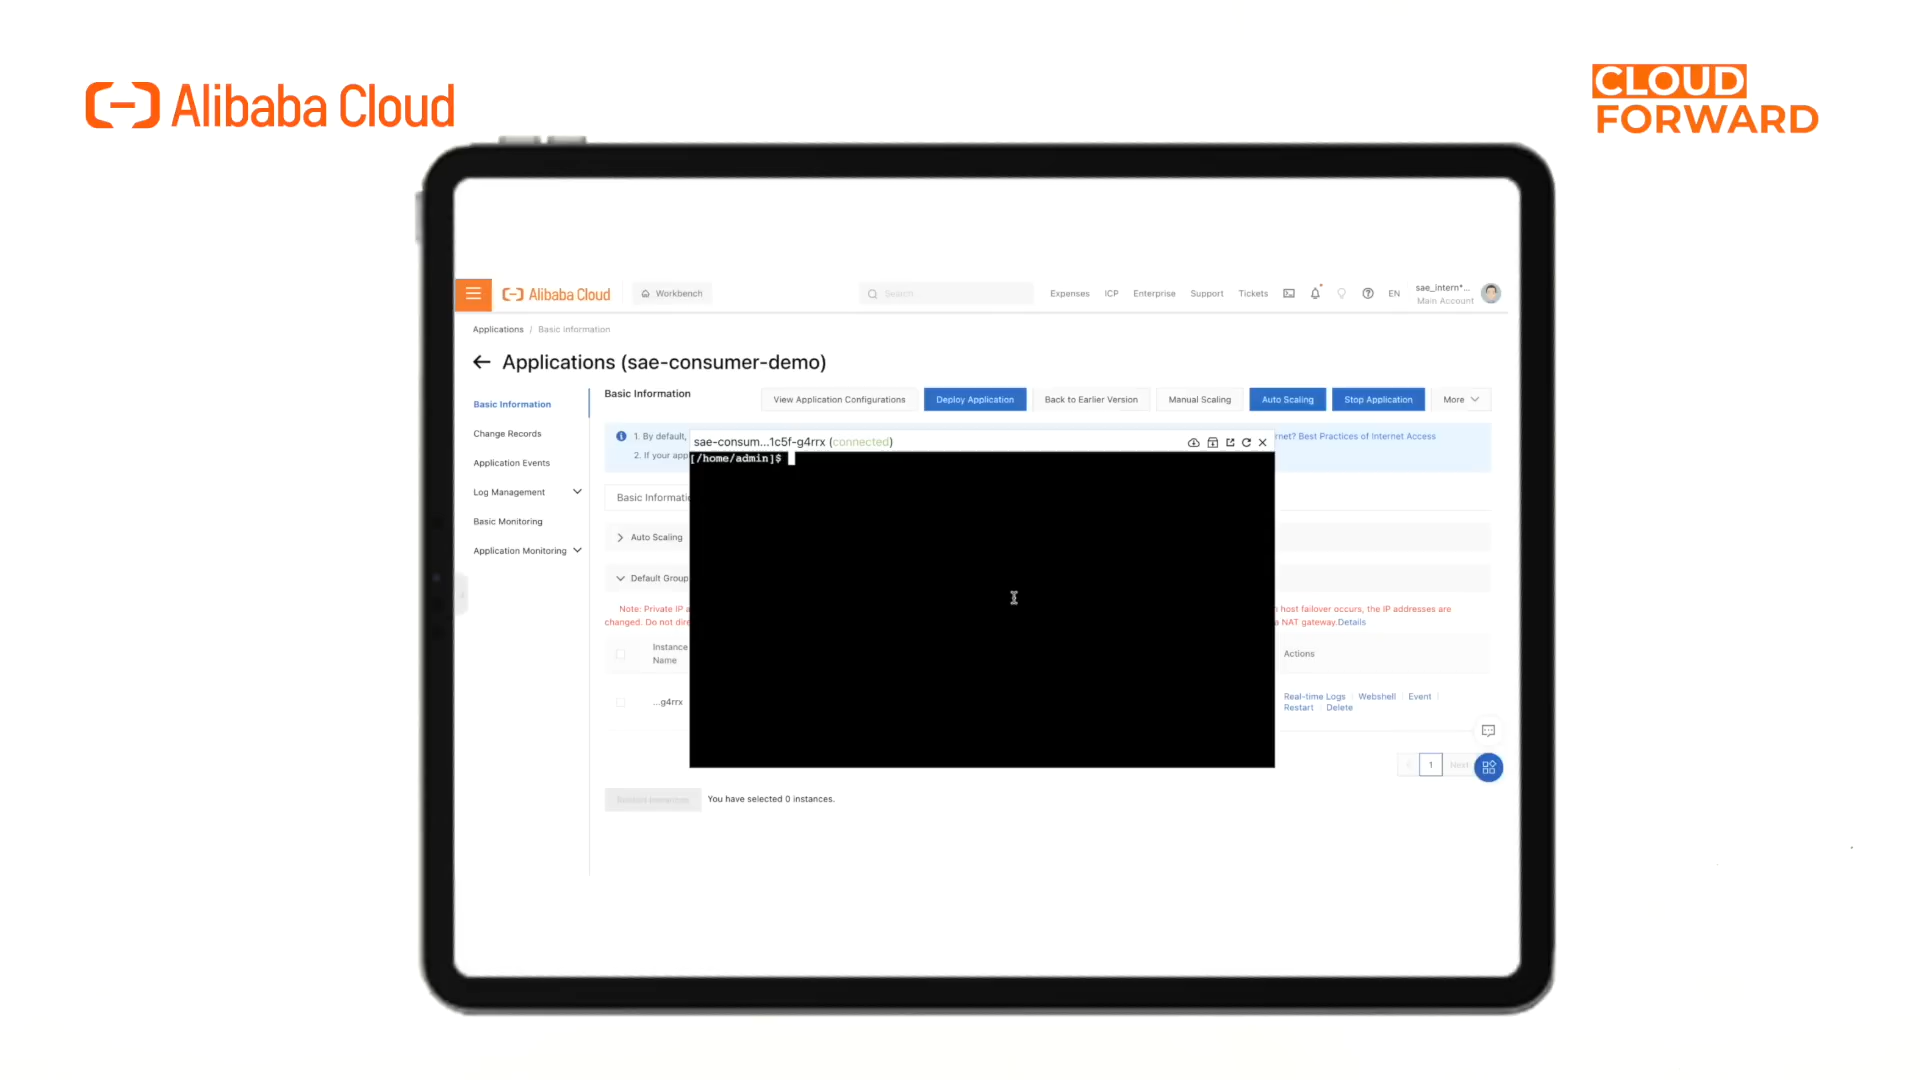 Alibaba Cloud
CLOUD
FORWARD
Alibaba Cloud
Workbench
Search
Expenses
ICP
Enterprise
Support
Tickets
EN
sae_intern*...
Main Account
Applications / Basic Information
Applications (sae-consumer-demo)
Basic Information
Change Records
Application Events
Log Management
Basic Monitoring
Application Monitoring
Basic Information
View Application Configurations
Deploy Application
Back to Earlier Version
Manual Scaling
Auto Scaling
Stop Application
More
1. By default,
rnet? Best Practices of Internet Access
2. If your app
sae-consum...1c5f-g4rrx (connected)
[/home/admin]$
Basic Informati
Auto Scaling
Default Group
Note: Private IP a
n host failover occurs, the IP addresses are
changed. Do not dire
a NAT gateway.Details
Instance
Name
Actions
...g4rrx
Real-time Logs
Webshell
Event
Restart
Delete
1
Next
You have selected 0 instances.